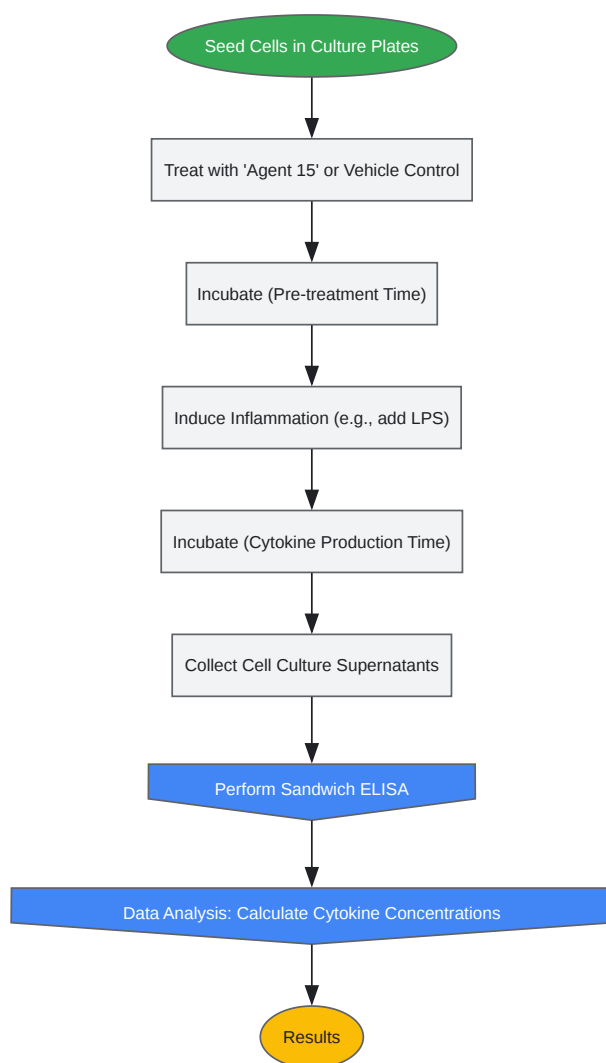 Seed Cells in Culture Plates
Treat with 'Agent 15' or Vehicle Control
Incubate (Pre-treatment Time)
Induce Inflammation (e.g., add LPS)
Incubate (Cytokine Production Time)
Collect Cell Culture Supernatants
Perform Sandwich ELISA
Data Analysis: Calculate Cytokine Concentrations
Results